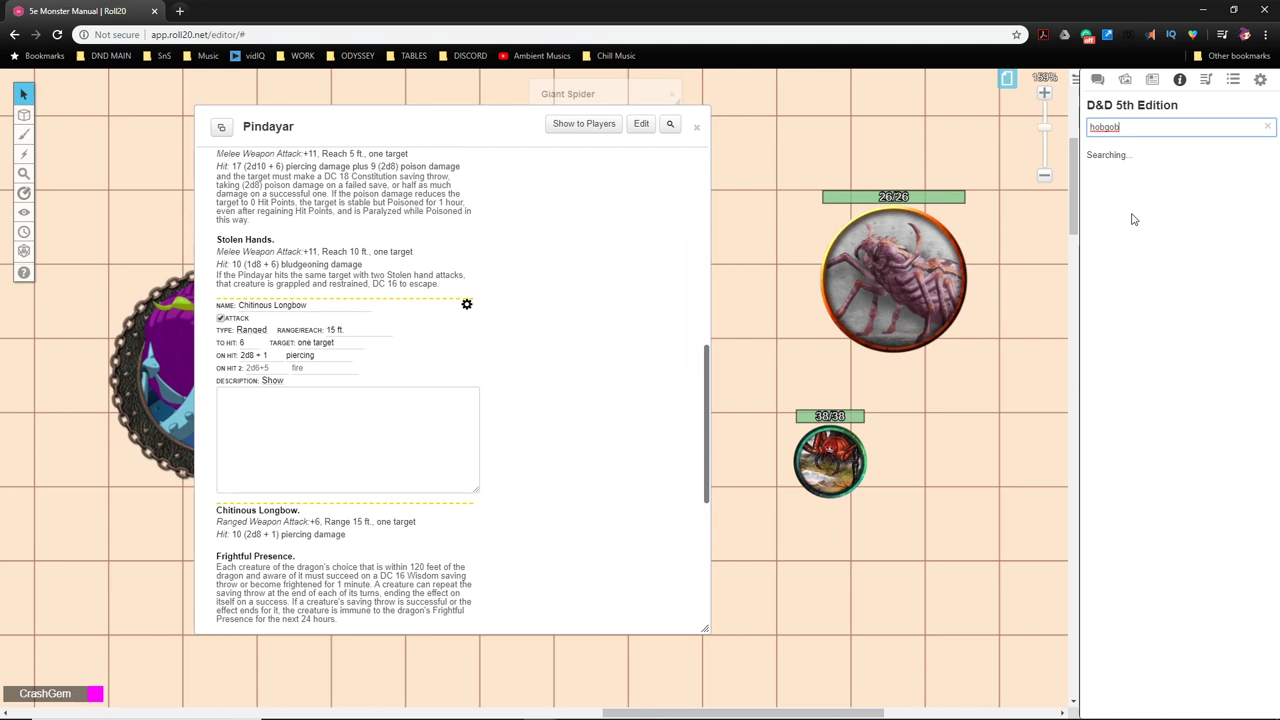 5e Monster Manual | Roll20
Not secure | app.roll20.net/editor/#
Bookmarks DND MAIN SnS Music vidIQ WORK ODYSSEY TABLES DISCORD Ambient Musics Chill Music Other bookmarks
Giant Spider
159%
Pindayar
Show to Players Edit
Melee Weapon Attack:+11, Reach 5 ft., one target
Hit: 17 (2d10 + 6) piercing damage plus 9 (2d8) poison damage
and the target must make a DC 18 Constitution saving throw,
taking (2d8) poison damage on a failed save, or half as much
damage on a successful one. If the poison damage reduces the
target to 0 Hit Points, the target is stable but Poisoned for 1 hour,
even after regaining Hit Points, and is Paralyzed while Poisoned in
this way.
Stolen Hands.
Melee Weapon Attack:+11, Reach 10 ft., one target
Hit: 10 (1d8 + 6) bludgeoning damage
If the Pindayar hits the same target with two Stolen hand attacks,
that creature is grappled and restrained, DC 16 to escape.
NAME: Chitinous Longbow
ATTACK
TYPE: Ranged RANGE/REACH: 15 ft.
TO HIT: 6 TARGET: one target
ON HIT: 2d8 + 1 piercing
ON HIT 2: 2d6+5 fire
DESCRIPTION: Show
Chitinous Longbow.
Ranged Weapon Attack:+6, Range 15 ft., one target
Hit: 10 (2d8 + 1) piercing damage
Frightful Presence.
Each creature of the dragon's choice that is within 120 feet of the
dragon and aware of it must succeed on a DC 16 Wisdom saving
throw or become frightened for 1 minute. A creature can repeat the
saving throw at the end of each of its turns, ending the effect on
itself on a success. If a creature's saving throw is successful or the
effect ends for it, the creature is immune to the dragon's Frightful
Presence for the next 24 hours.
26/26
38/38
D&D 5th Edition
hobgob
Searching...
CrashGem